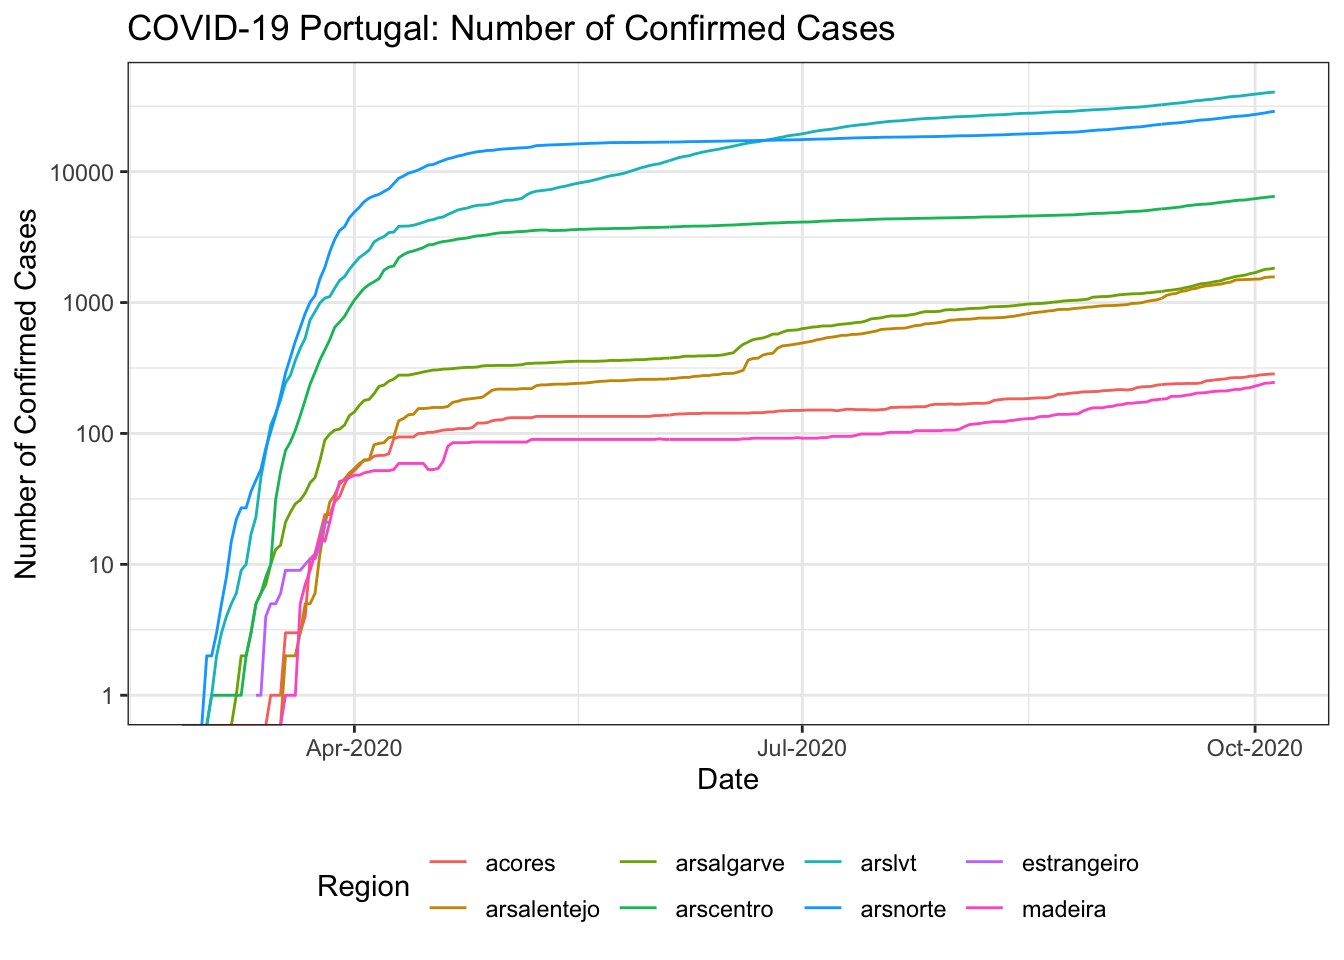 COVID-19 Portugal: Number of Confirmed Cases
Number of Confirmed Cases
10000
1000
100
10
1
Apr-2020 Jul-2020 Oct-2020
Date
Region
acores arsalgarve arslvt estrangeiro
arsalentejo arscentro arsnorte madeira